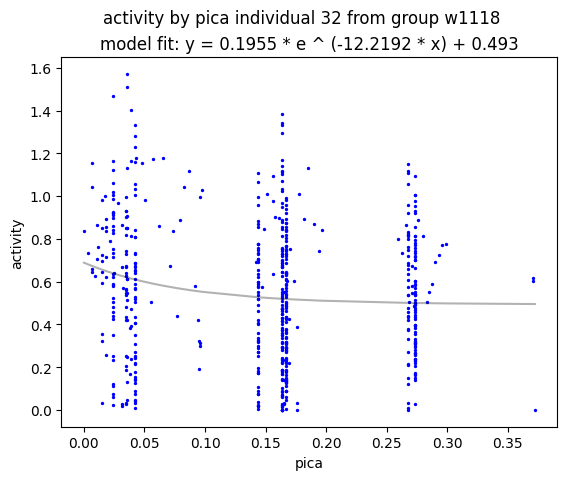 activity by pica individual 32 from group w1118
model fit: y = 0.1955 * e ^ (-12.2192 * x) + 0.493
1.6
1.4
1.2
1.0
0.8
0.6
0.4
0.2
0.0
activity
0.00 0.05 0.10 0.15 0.20 0.25 0.30 0.35
pica